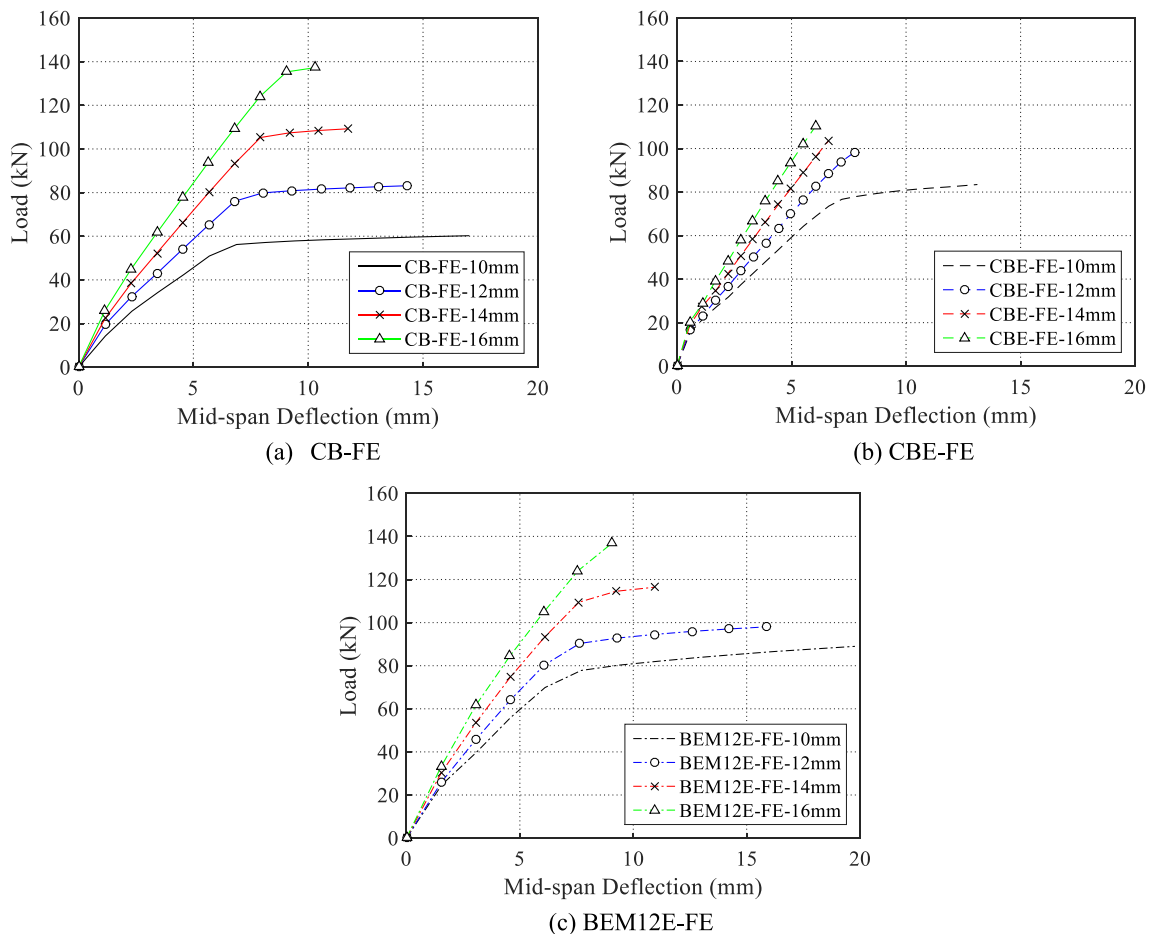 160
140
120
100
80
60
40
20
0
Load (kN)
CB-FE-10mm
CB-FE-12mm
CB-FE-14mm
CB-FE-16mm
0 5 10 15 20
Mid-span Deflection (mm)
(a) CB-FE
160
140
120
100
80
60
40
20
0
Load (kN)
CBE-FE-10mm
CBE-FE-12mm
CBE-FE-14mm
CBE-FE-16mm
0 5 10 15 20
Mid-span Deflection (mm)
(b) CBE-FE
160
140
120
100
80
60
40
20
0
Load (kN)
BEM12E-FE-10mm
BEM12E-FE-12mm
BEM12E-FE-14mm
BEM12E-FE-16mm
0 5 10 15 20
Mid-span Deflection (mm)
(c) BEM12E-FE